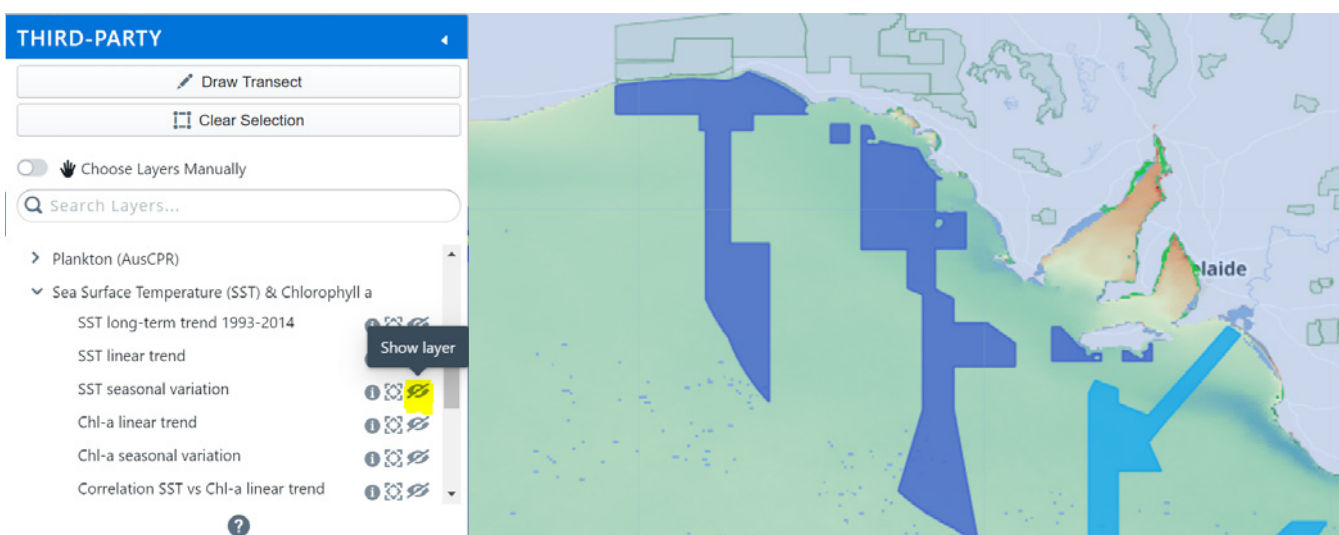 THIRD-PARTY
Draw Transect
Clear Selection
Choose Layers Manually
Search Layers...
Plankton (AusCPR)
Sea Surface Temperature (SST) & Chlorophyll a
SST long-term trend 1993-2014
Show layer
SST linear trend
SST seasonal variation
Chl-a linear trend
Chl-a seasonal variation
Correlation SST vs Chl-a linear trend
?
elaide